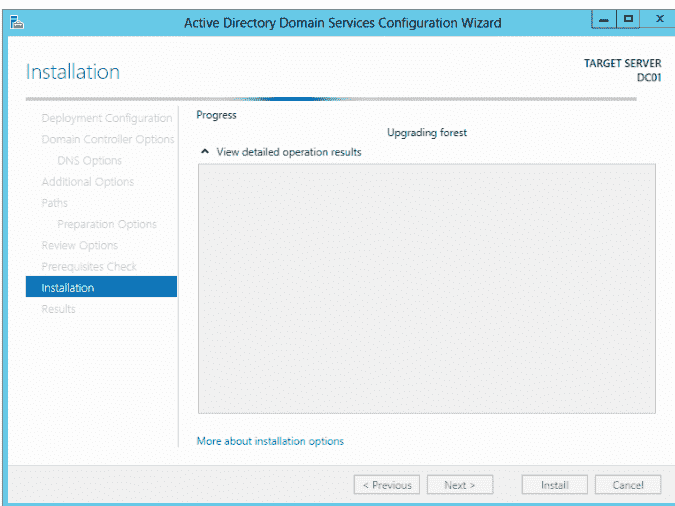 Active Directory Domain Services Configuration Wizard
Installation
TARGET SERVER
DC01
Deployment Configuration
Domain Controller Options
DNS Options
Additional Options
Paths
Preparation Options
Review Options
Prerequisites Check
Installation
Results
Progress
Upgrading forest
View detailed operation results
More about installation options
< Previous
Next >
Install
Cancel